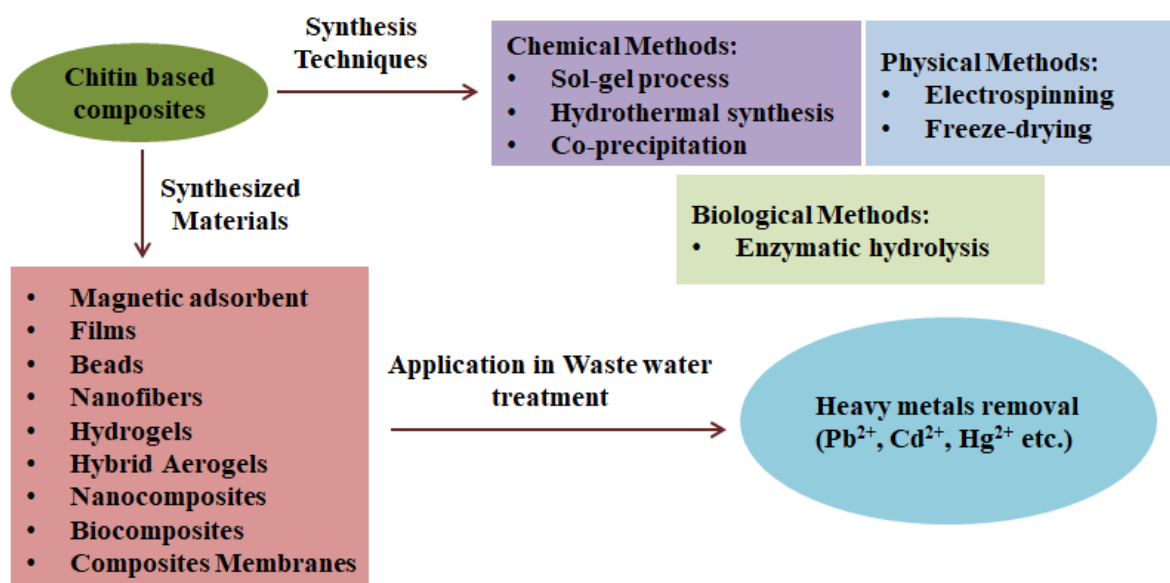 Chitin based
composites
Synthesis
Techniques
Chemical Methods:
• Sol-gel process
• Hydrothermal synthesis
• Co-precipitation
Physical Methods:
• Electrospinning
• Freeze-drying
Biological Methods:
• Enzymatic hydrolysis
Synthesized
Materials
• Magnetic adsorbent
• Films
• Beads
• Nanofibers
• Hydrogels
• Hybrid Aerogels
• Nanocomposites
• Biocomposites
• Composites Membranes
Application in Waste water
treatment
Heavy metals removal
(Pb²⁺, Cd²⁺, Hg²⁺ etc.)